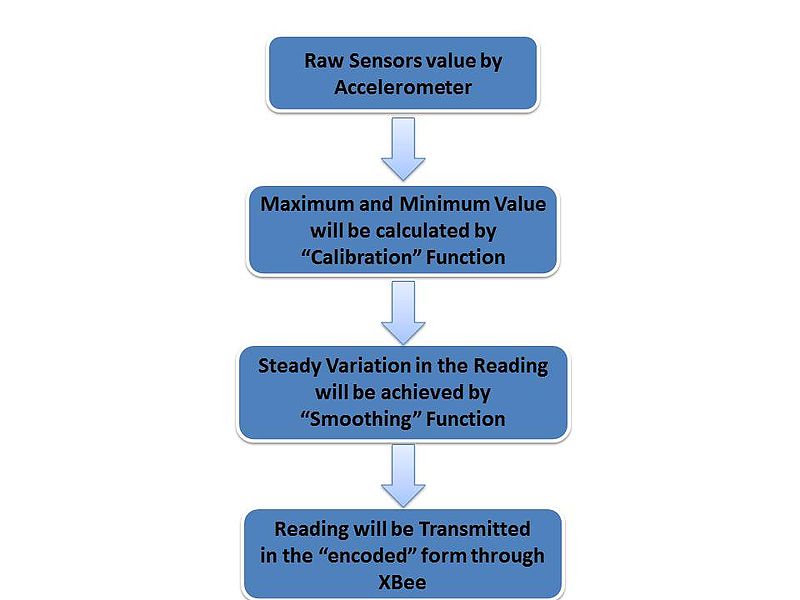 Raw Sensors value by
Accelerometer
Maximum and Minimum Value
will be calculated by
“Calibration” Function
Steady Variation in the Reading
will be achieved by
“Smoothing” Function
Reading will be Transmitted
in the “encoded” form through
XBee